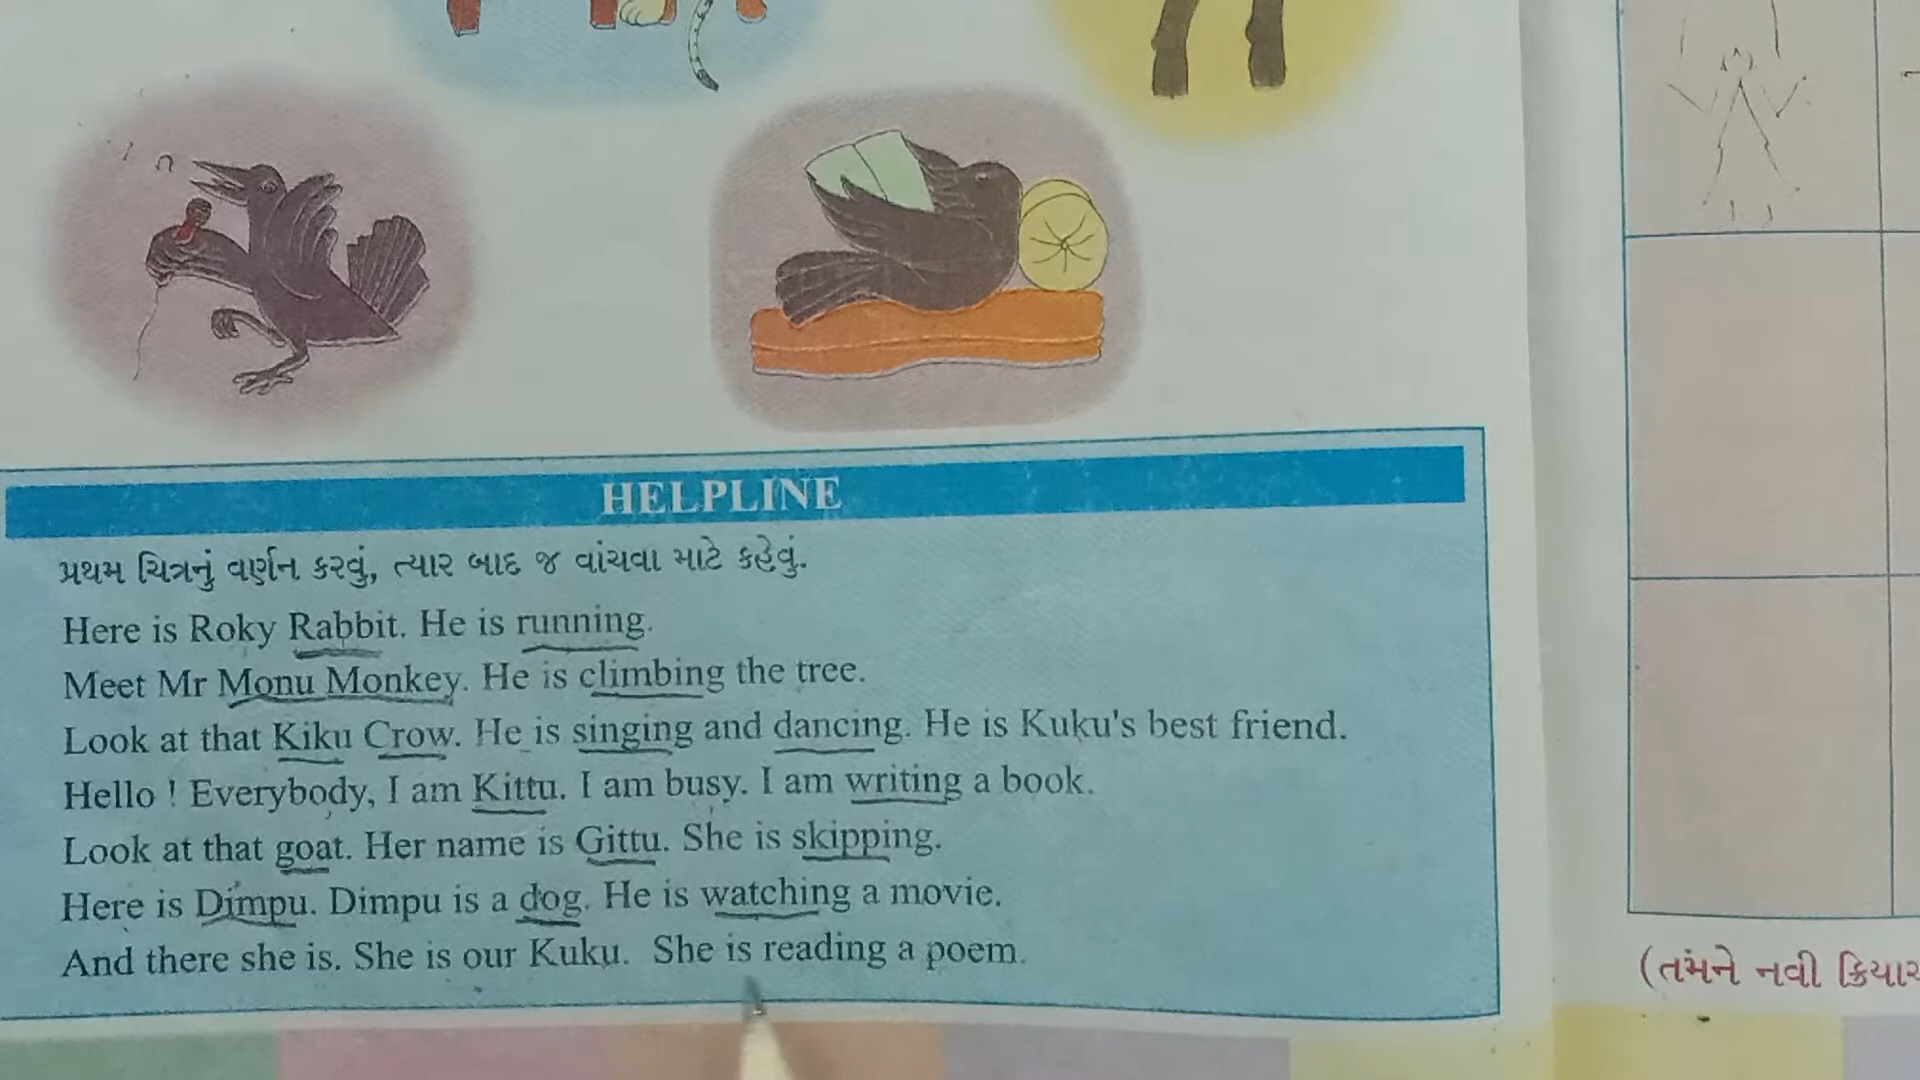 HELPLINE
પ્રથમ ચિત્રનું વર્ણન કરવું, ત્યાર બાદ જ વાંચવા માટે કહેવું.
Here is Roky Rabbit. He is running.
Meet Mr Monu Monkey. He is climbing the tree.
Look at that Kiku Crow. He is singing and dancing. He is Kuku's best friend.
Hello ! Everybody, I am Kittu. I am busy. I am writing a book.
Look at that goat. Her name is Gittu. She is skipping.
Here is Dimpu. Dimpu is a dog. He is watching a movie.
And there she is. She is our Kuku. She is reading a poem.
(તમને નવી